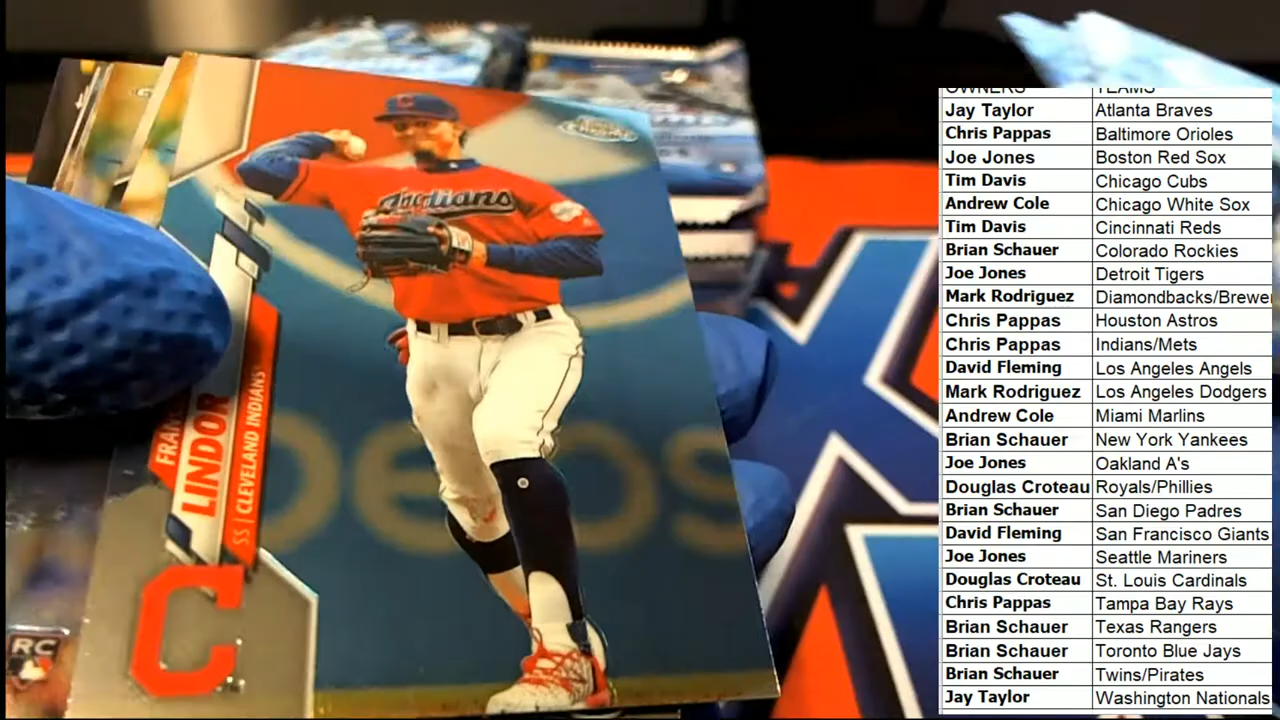 Topps
Chrome
Indians
FRAN
LINDOR
SS | CLEVELAND INDIANS
C
RC
OWNERS TEAMS
Jay Taylor Atlanta Braves
Chris Pappas Baltimore Orioles
Joe Jones Boston Red Sox
Tim Davis Chicago Cubs
Andrew Cole Chicago White Sox
Tim Davis Cincinnati Reds
Brian Schauer Colorado Rockies
Joe Jones Detroit Tigers
Mark Rodriguez Diamondbacks/Brewer
Chris Pappas Houston Astros
Chris Pappas Indians/Mets
David Fleming Los Angeles Angels
Mark Rodriguez Los Angeles Dodgers
Andrew Cole Miami Marlins
Brian Schauer New York Yankees
Joe Jones Oakland A's
Douglas Croteau Royals/Phillies
Brian Schauer San Diego Padres
David Fleming San Francisco Giants
Joe Jones Seattle Mariners
Douglas Croteau St. Louis Cardinals
Chris Pappas Tampa Bay Rays
Brian Schauer Texas Rangers
Brian Schauer Toronto Blue Jays
Brian Schauer Twins/Pirates
Jay Taylor Washington Nationals